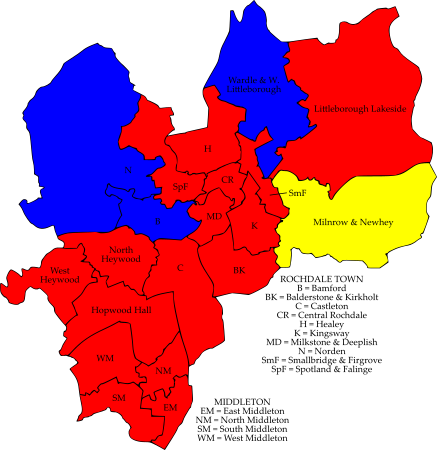 Wardle & W.
Littleborough
Littleborough Lakeside
H
N
SpF
CR
SmF
B
MD
K
Milnrow & Newhey
North
Heywood
West
Heywood
C
BK
Hopwood Hall
WM
NM
SM
EM
ROCHDALE TOWN
B = Bamford
BK = Balderstone & Kirkholt
C = Castleton
CR = Central Rochdale
H = Healey
K = Kingsway
MD = Milkstone & Deeplish
N = Norden
SmF = Smallbridge & Firgrove
SpF = Spotland & Falinge
MIDDLETON
EM = East Middleton
NM = North Middleton
SM = South Middleton
WM = West Middleton